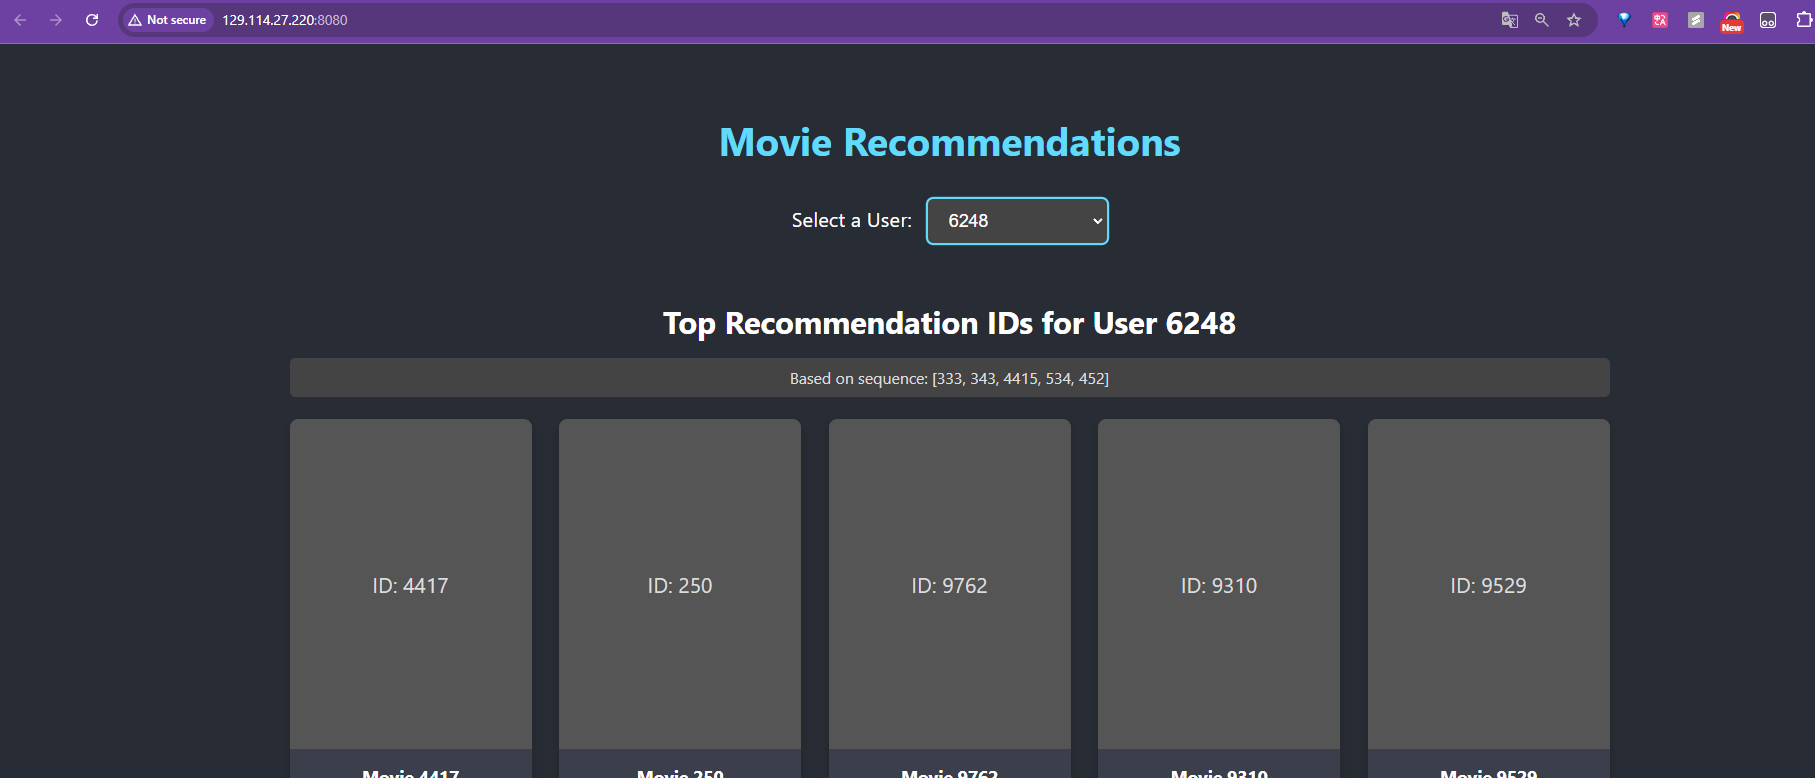 Not secure 129.114.27.220:8080
New
Movie Recommendations
Select a User: 6248
Top Recommendation IDs for User 6248
Based on sequence: [333, 343, 4415, 534, 452]
ID: 4417 ID: 250 ID: 9762 ID: 9310 ID: 9529
Movie 4417 Movie 250 Movie 9762 Movie 9310 Movie 9529